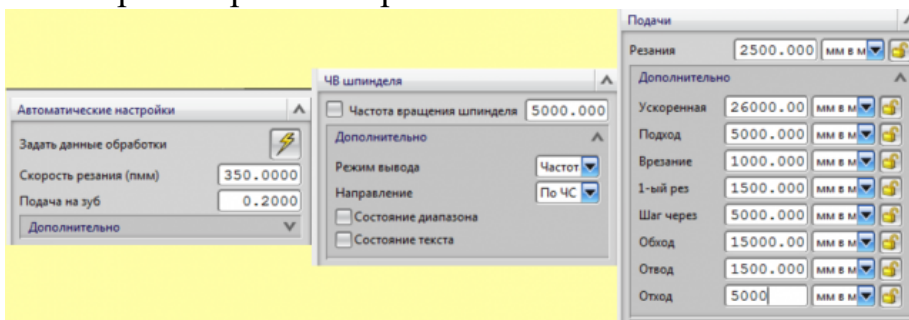 Автоматические настройки
Задать данные обработки
Скорость резания (пмм) 350.0000
Подача на зуб 0.2000
Дополнительно
ЧВ шпинделя
Частота вращения шпинделя 5000.000
Дополнительно
Режим вывода Частот
Направление По ЧС
Состояние диапазона
Состояние текста
Подачи
Резания 2500.000 мм в м
Дополнительно
Ускоренная 26000.00 мм в м
Подход 5000.000 мм в м
Врезание 1000.000 мм в м
1-ый рез 1500.000 мм в м
Шаг через 5000.000 мм в м
Обход 15000.00 мм в м
Отвод 1500.000 мм в м
Отход 5000 мм в м